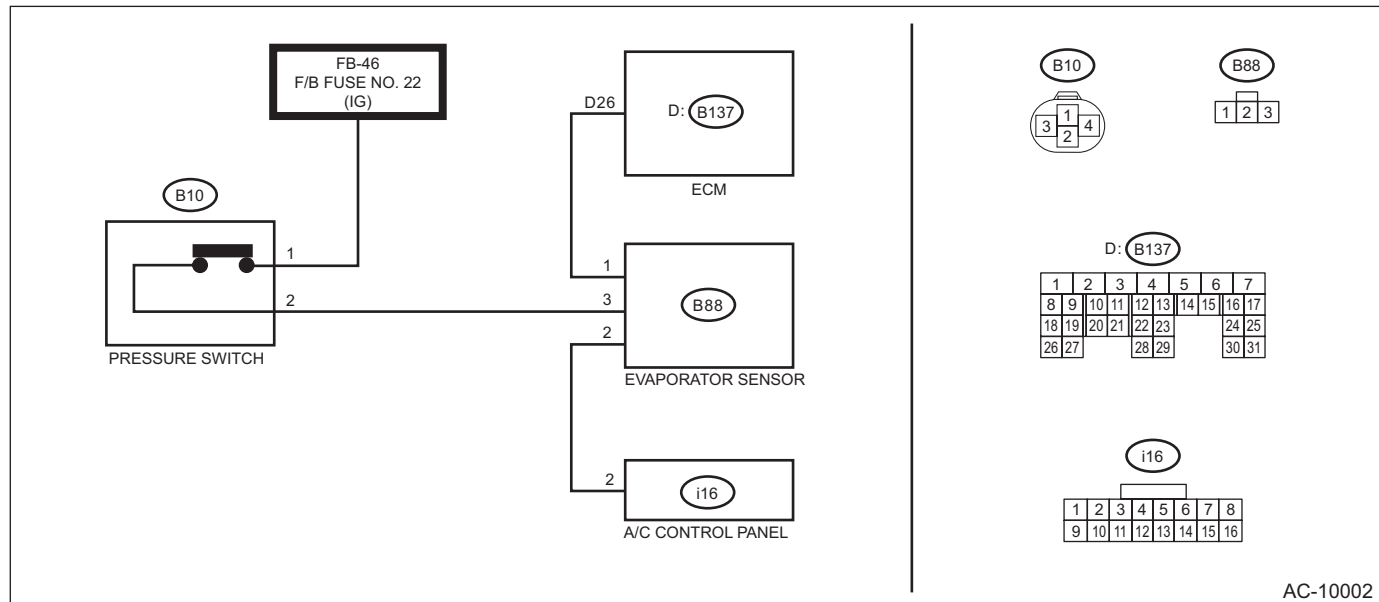 FB-46
F/B FUSE NO. 22
(IG)
B10
1
2
PRESSURE SWITCH
D26
D: B137
ECM
1
3
2
B88
EVAPORATOR SENSOR
2
i16
A/C CONTROL PANEL
B10
3 1 4
2
B88
1 2 3
D: B137
1 2 3 4 5 6 7
8 9 10 11 12 13 14 15 16 17
18 19 20 21 22 23 24 25
26 27 28 29 30 31
i16
1 2 3 4 5 6 7 8
9 10 11 12 13 14 15 16
AC-10002